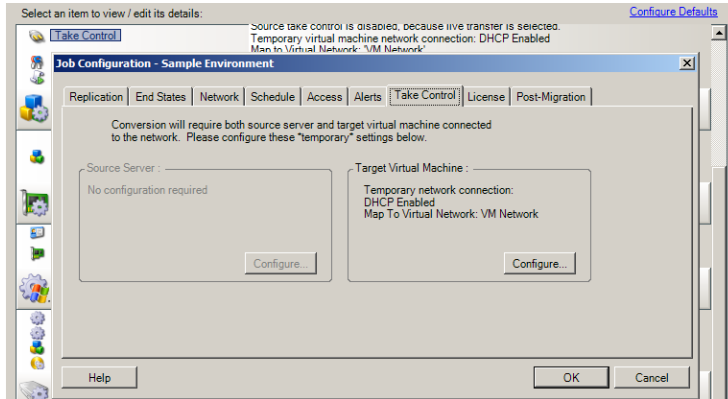 Select an item to view / edit its details:
Configure Defaults
Take Control
Source take control is disabled, because live transfer is selected.
Temporary virtual machine network connection: DHCP Enabled
Map to Virtual Network: 'VM Network'
Job Configuration - Sample Environment
Replication
End States
Network
Schedule
Access
Alerts
Take Control
License
Post-Migration
Conversion will require both source server and target virtual machine connected
to the network. Please configure these "temporary" settings below.
Source Server :
No configuration required
Configure...
Target Virtual Machine :
Temporary network connection:
DHCP Enabled
Map To Virtual Network: VM Network
Configure...
Help
OK
Cancel